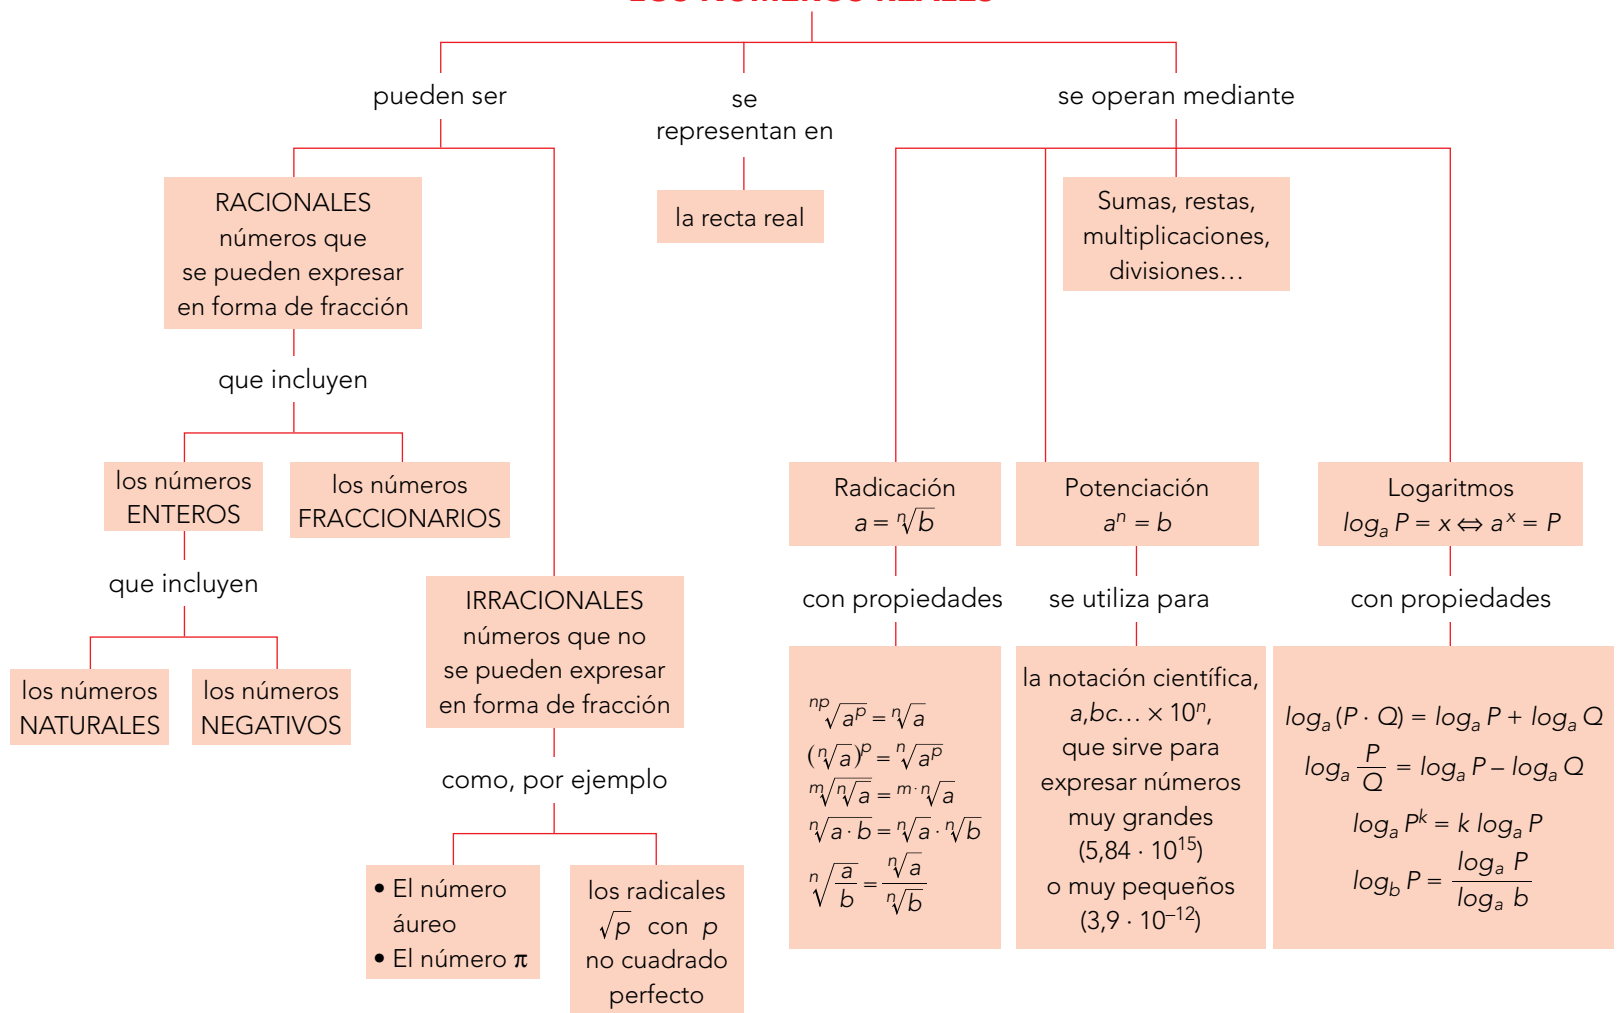 LOS NÚMEROS REALES
pueden ser
se
representan en
se operan mediante
RACIONALES
números que
se pueden expresar
en forma de fracción
la recta real
Sumas, restas,
multiplicaciones,
divisiones…
que incluyen
los números
ENTEROS
los números
FRACCIONARIOS
Radicación
a = ⁿ√b
Potenciación
aⁿ = b
Logaritmos
logₐ P = x ⇔ aˣ = P
que incluyen
los números
NATURALES
los números
NEGATIVOS
IRRACIONALES
números que no
se pueden expresar
en forma de fracción
como, por ejemplo
• El número
áureo
• El número π
los radicales
√p con p
no cuadrado
perfecto
con propiedades
ⁿᵖ√aᵖ = ⁿ√a
(ⁿ√a)ᵖ = ⁿ√aᵖ
ᵐ√ⁿ√a = ᵐ·ⁿ√a
ⁿ√a · b = ⁿ√a · ⁿ√b
ⁿ√(a/b) = ⁿ√a / ⁿ√b
se utiliza para
la notación científica,
a,bc… × 10ⁿ,
que sirve para
expresar números
muy grandes
(5,84 · 10¹⁵)
o muy pequeños
(3,9 · 10⁻¹²)
con propiedades
logₐ (P · Q) = logₐ P + logₐ Q
logₐ P/Q = logₐ P – logₐ Q
logₐ Pᵏ = k logₐ P
log_b P = logₐ P / logₐ b